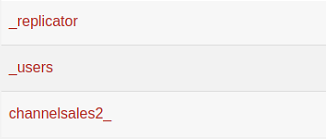 _replicator
_users
channelsales2_